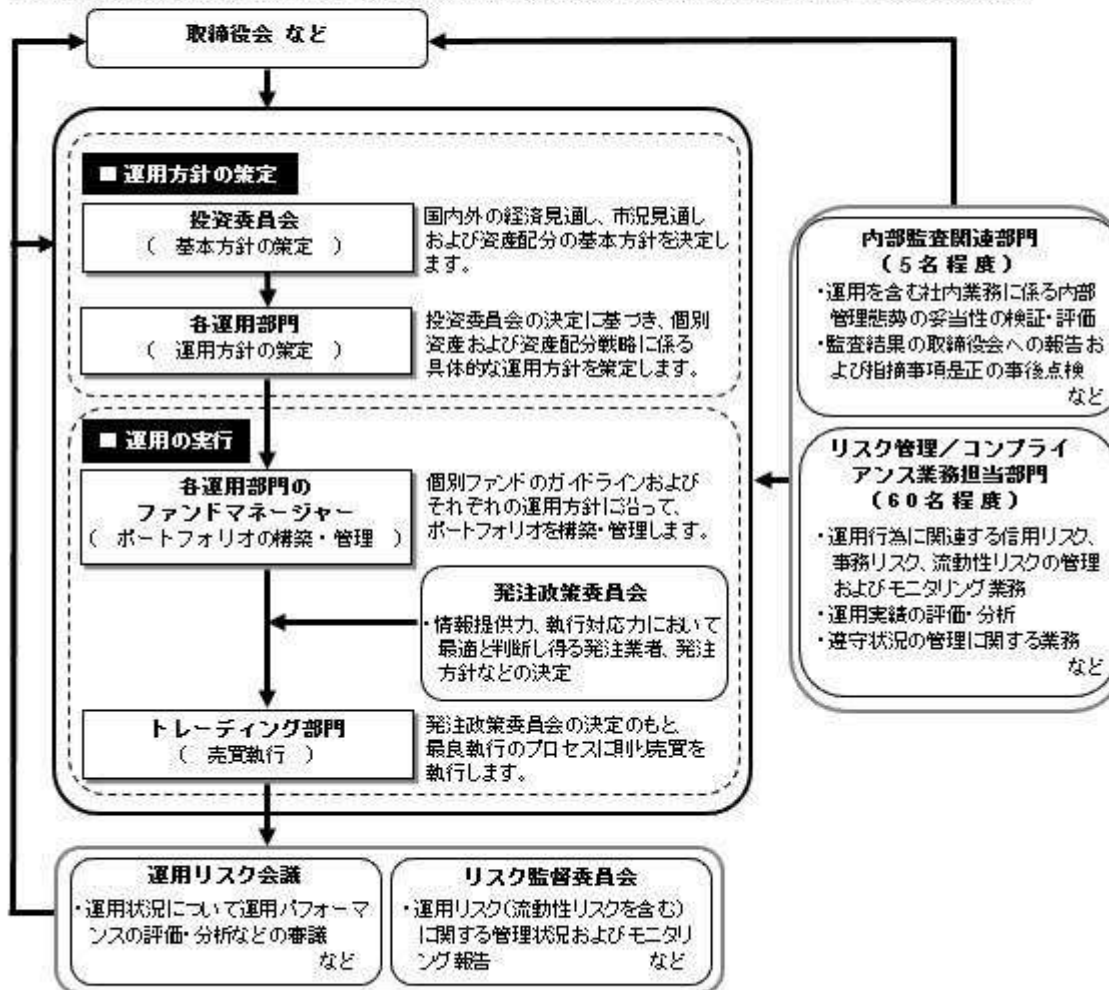 取締役会 など
■ 運用方針の策定
投資委員会
( 基本方針の策定 )
国内外の経済見通し、市況見通し
および資産配分の基本方針を決定し
ます。
各運用部門
( 運用方針の策定 )
投資委員会の決定に基づき、個別
資産および資産配分戦略に係る
具体的な運用方針を策定します。
■ 運用の実行
各運用部門の
ファンドマネージャー
( ポートフォリオの構築・管理 )
個別ファンドのガイドラインおよび
それぞれの運用方針に沿って、
ポートフォリオを構築・管理します。
発注政策委員会
・情報提供力、執行対応力において
最適と判断し得る発注業者、発注
方針などの決定
トレーディング部門
( 売買執行 )
発注政策委員会の決定のもと、
最良執行のプロセスに則り売買を
執行します。
内部監査関連部門
(5名程度)
・運用を含む社内業務に係る内部
管理態勢の妥当性の検証・評価
・監査結果の取締役会への報告お
よび指摘事項是正の事後点検
など
リスク管理/コンプライ
アンス業務担当部門
(60名程度)
・運用行為に関連する信用リスク、
事務リスク、流動性リスクの管理
およびモニタリング業務
・運用実績の評価・分析
・遵守状況の管理に関する業務
など
運用リスク会議
・運用状況について運用パフォーマ
ンスの評価・分析などの審議
など
リスク監督委員会
・運用リスク(流動性リスクを含む)
に関する管理状況およびモニタリ
ング報告 など